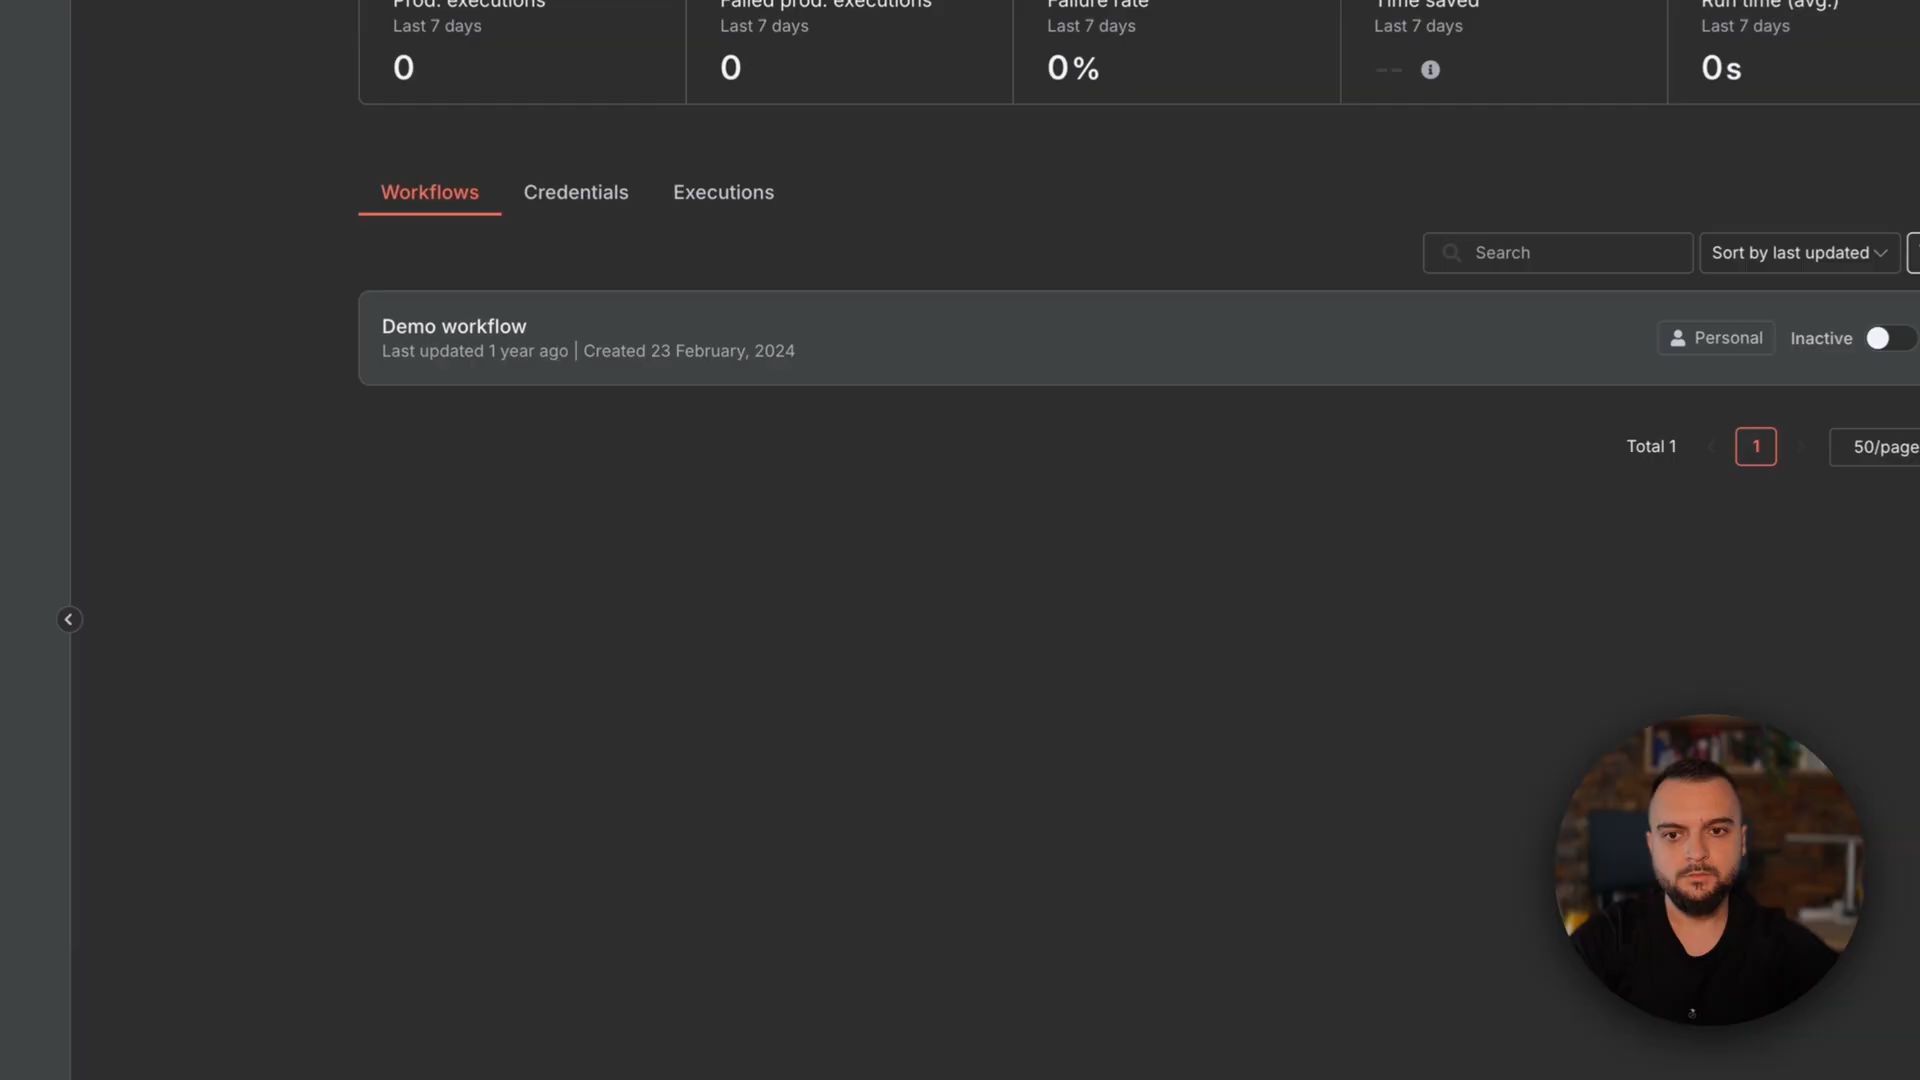 Prod. executions
Failed prod. executions
Failure rate
Time saved
Run time (avg.)
Last 7 days
Last 7 days
Last 7 days
Last 7 days
Last 7 days
0
0
0%
--
0s
Workflows
Credentials
Executions
Search
Sort by last updated
Demo workflow
Last updated 1 year ago | Created 23 February, 2024
Personal
Inactive
Total 1
1
50/page